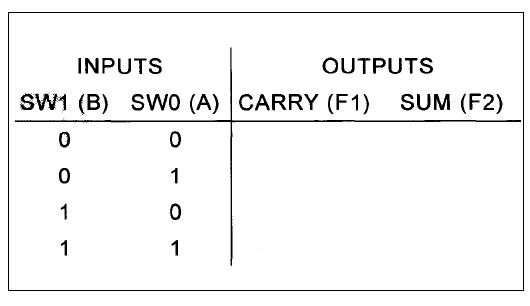 INPUTS OUTPUTS
SW1 (B) SW0 (A) CARRY (F1) SUM (F2)
0 0
0 1
1 0
1 1